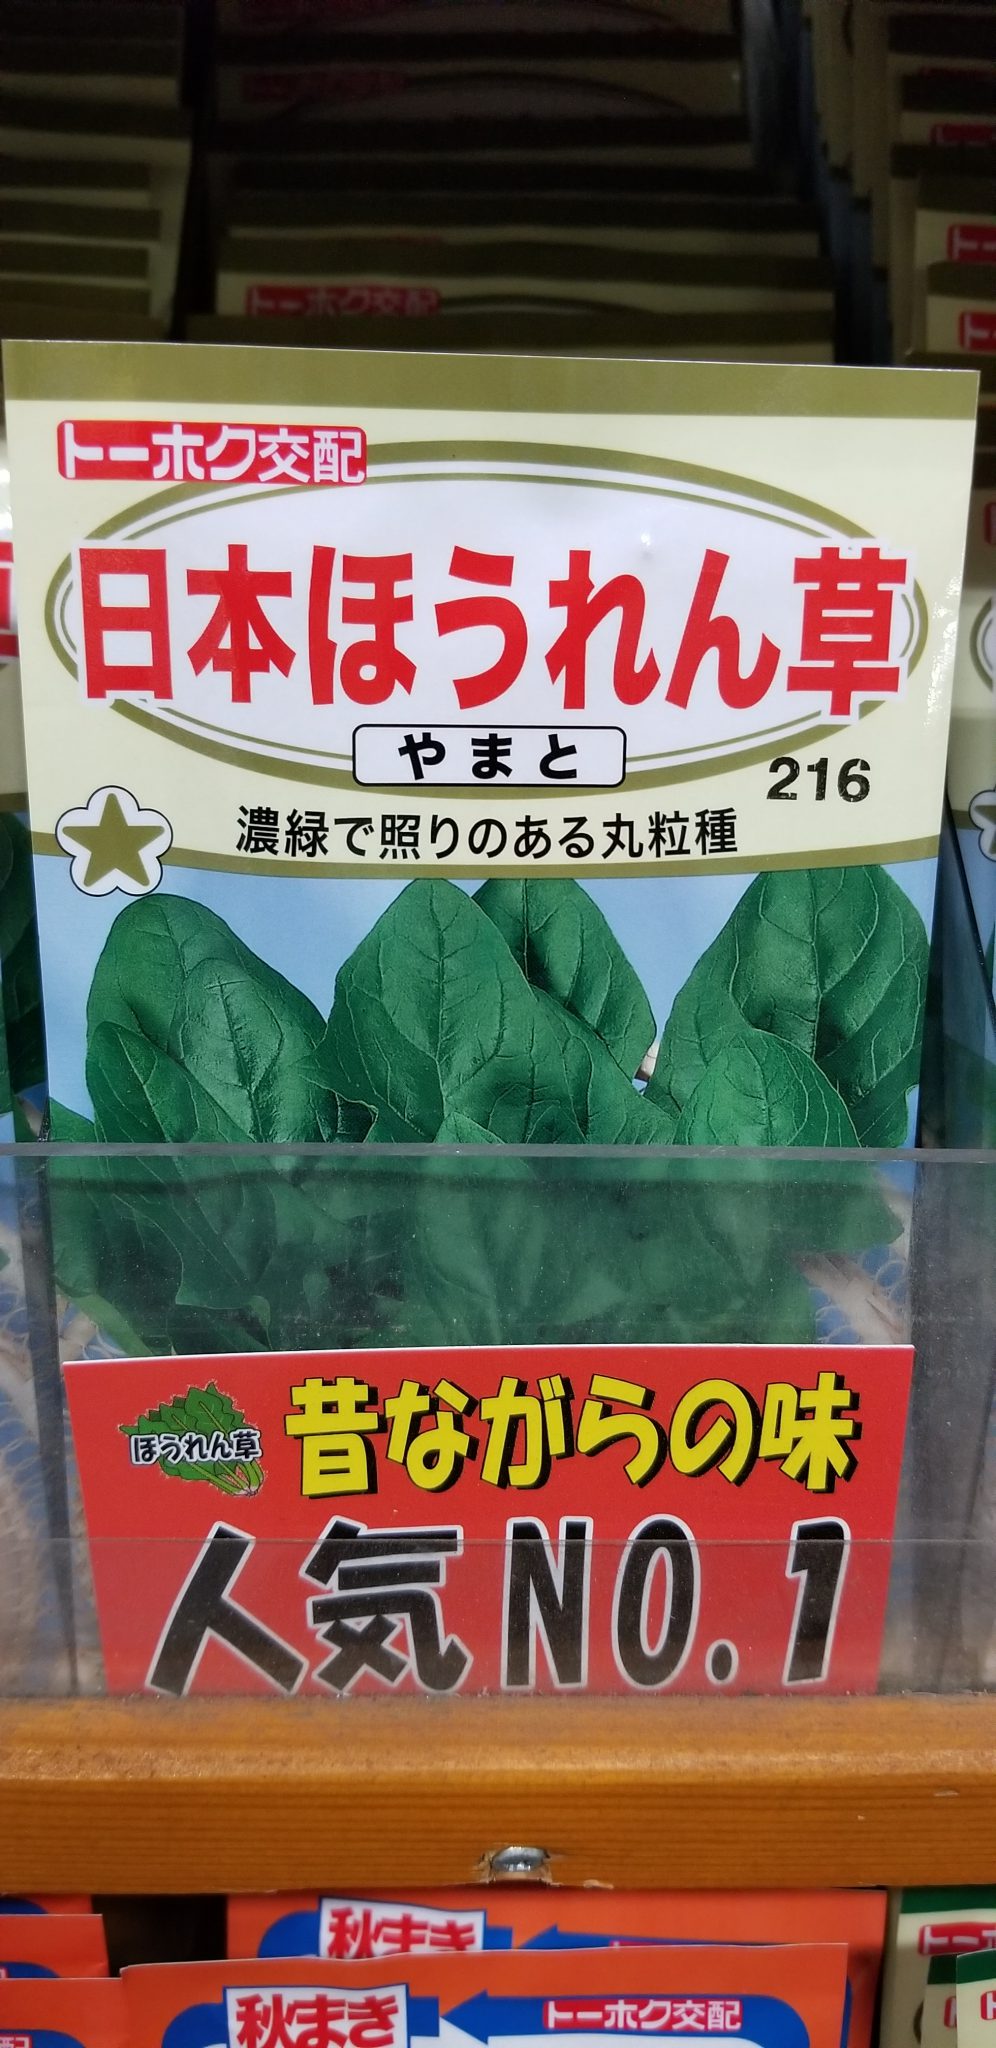 トーホク交配
トーホク交配
日本ほうれん草
やまと
216
濃緑で照りのある丸粒種
ほうれん草
昔ながらの味
人気NO.1
秋まき
秋まき
トーホク交配